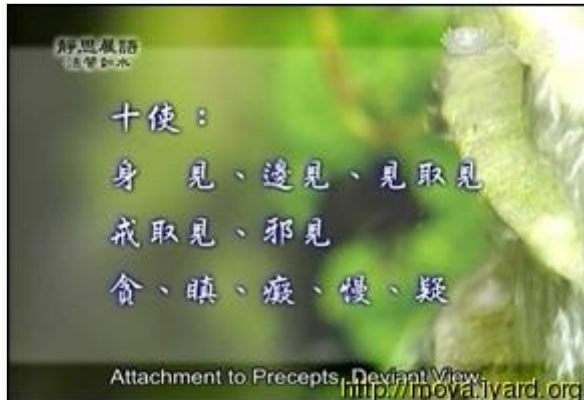 靜思晨語
法譬如水
十使：
身　見、邊見、見取見
戒取見、邪見
貪、瞋、癡、慢、疑
Attachment to Precepts, Deviant View,
http://moya.jyard.org